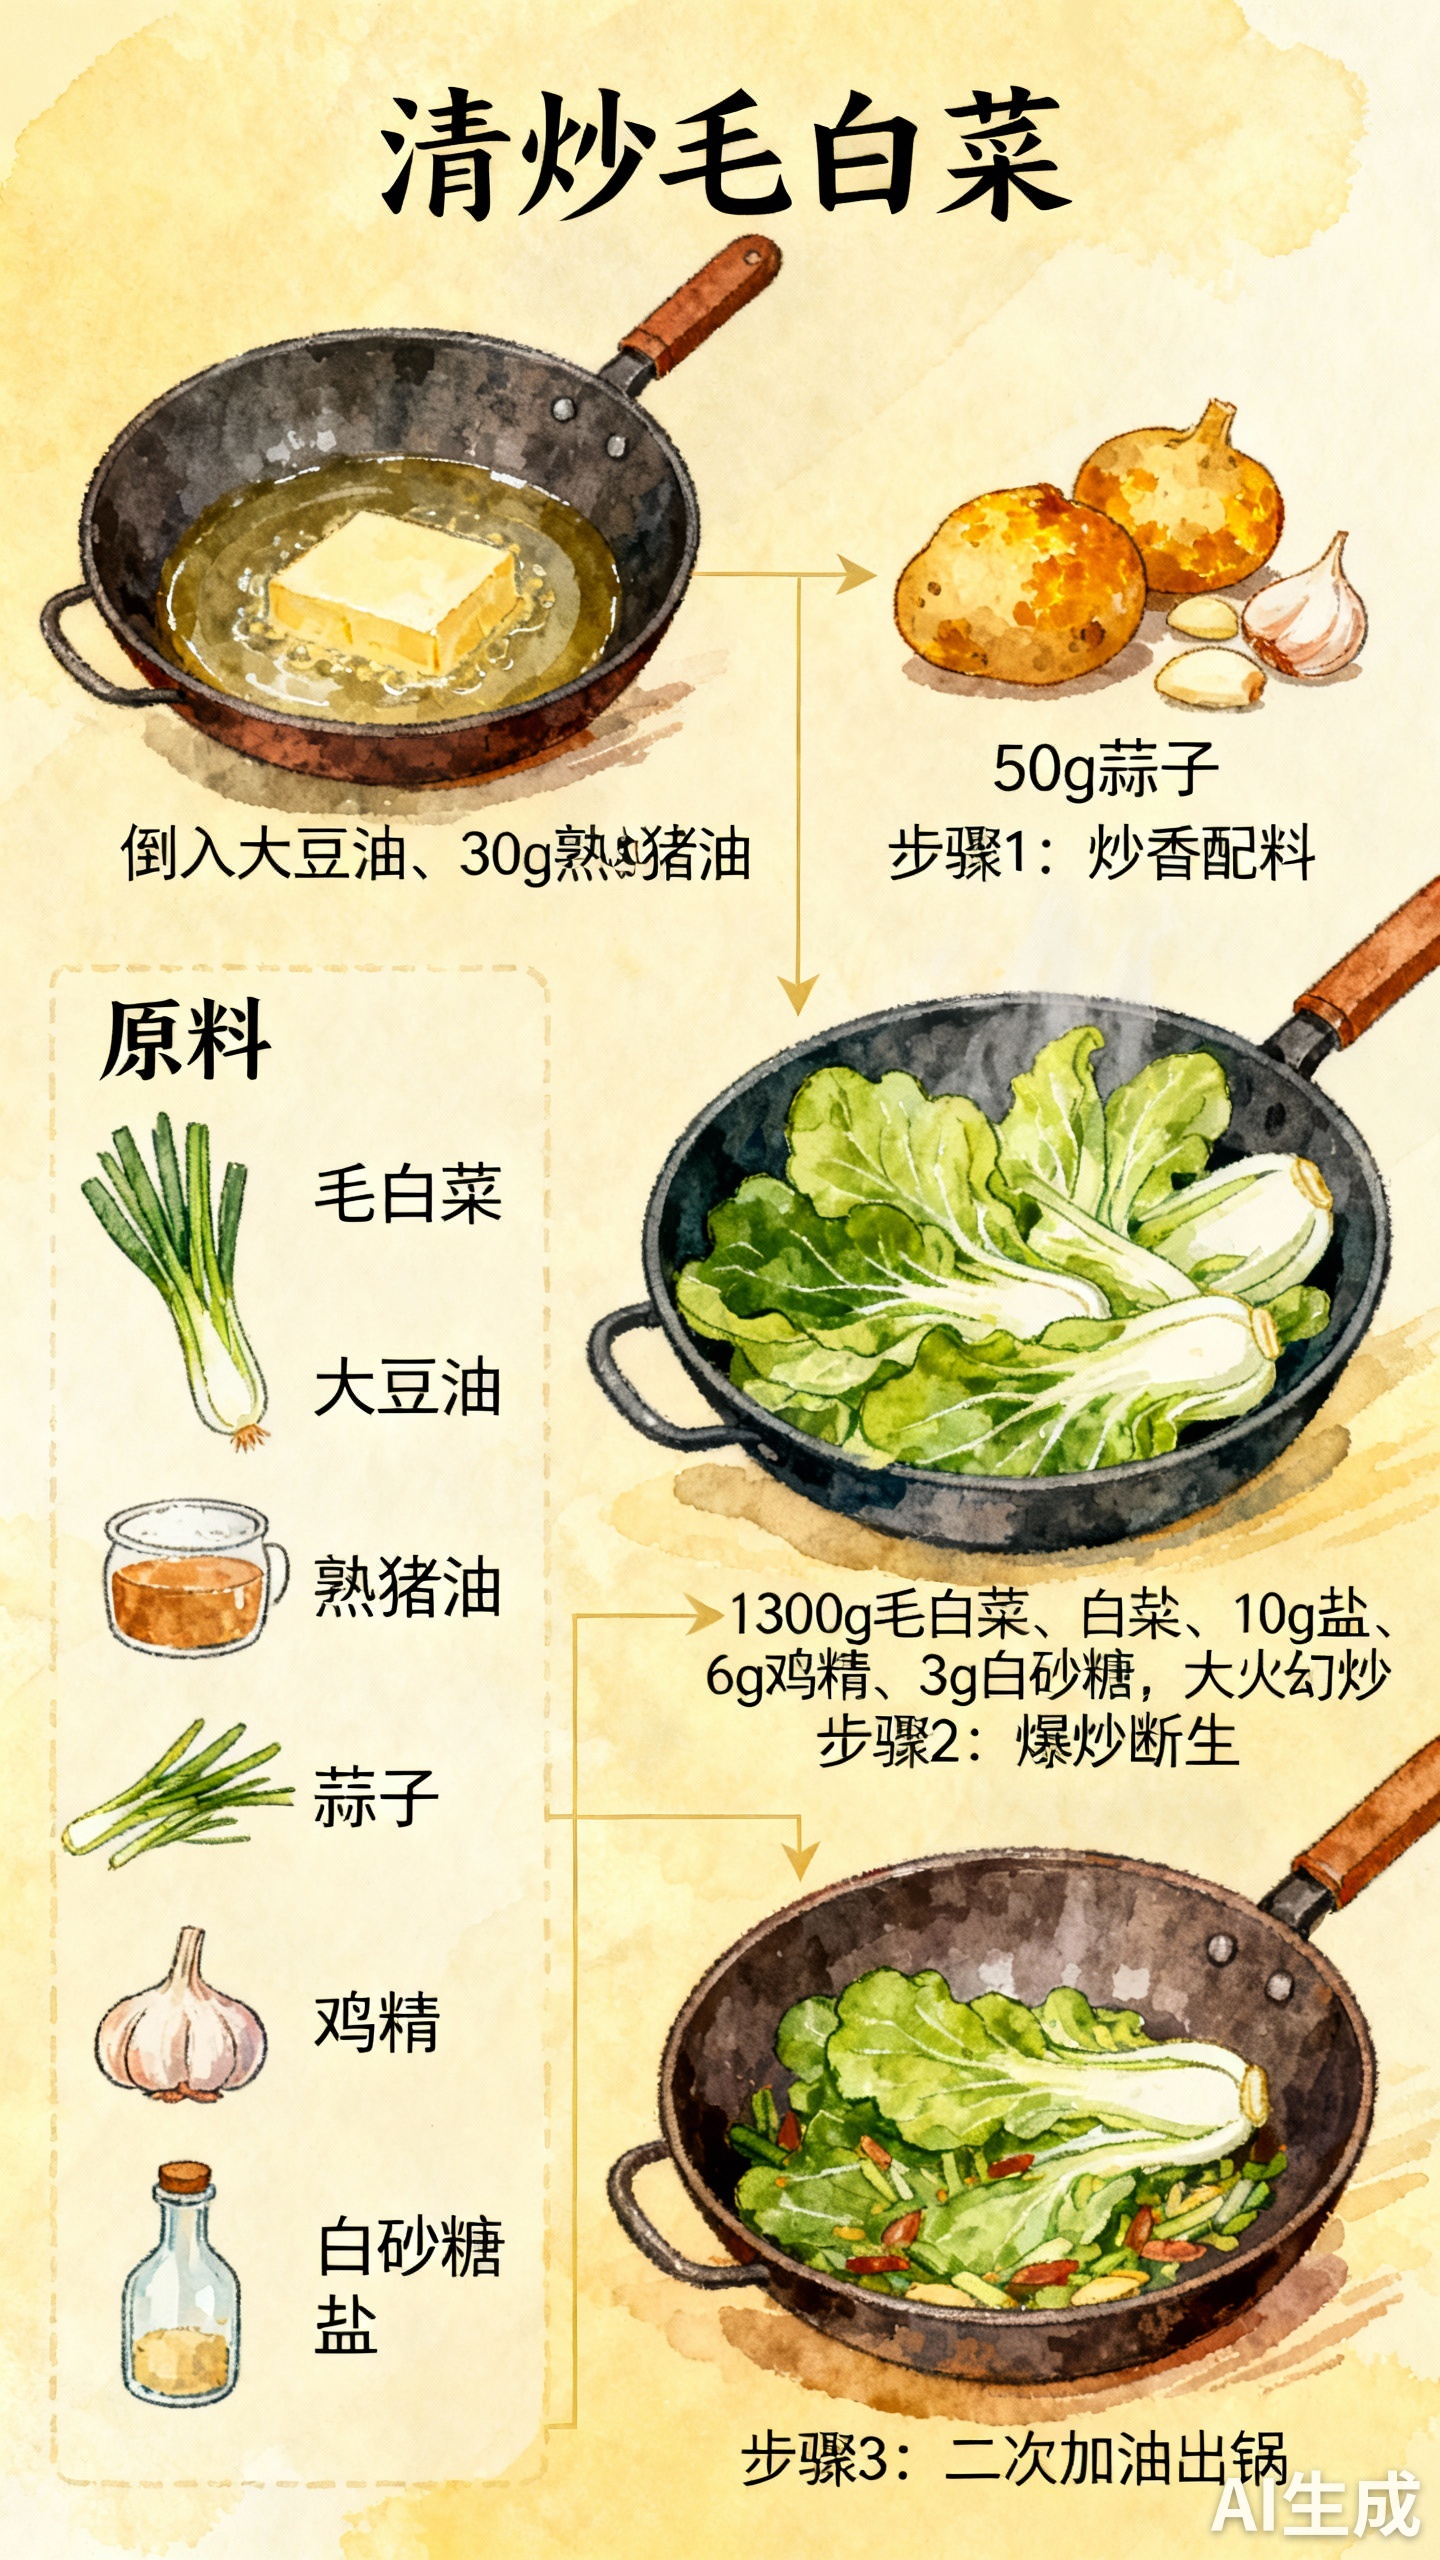 清炒毛白菜
倒入大豆油、30g熟猪油
50g蒜子
步骤1：炒香配料
原料
毛白菜
大豆油
熟猪油
蒜子
鸡精
白砂糖
盐
1300g毛白菜、白菜、10g盐、
6g鸡精、3g白砂糖，大火幻炒
步骤2：爆炒断生
步骤3：二次加油出锅
AI生成